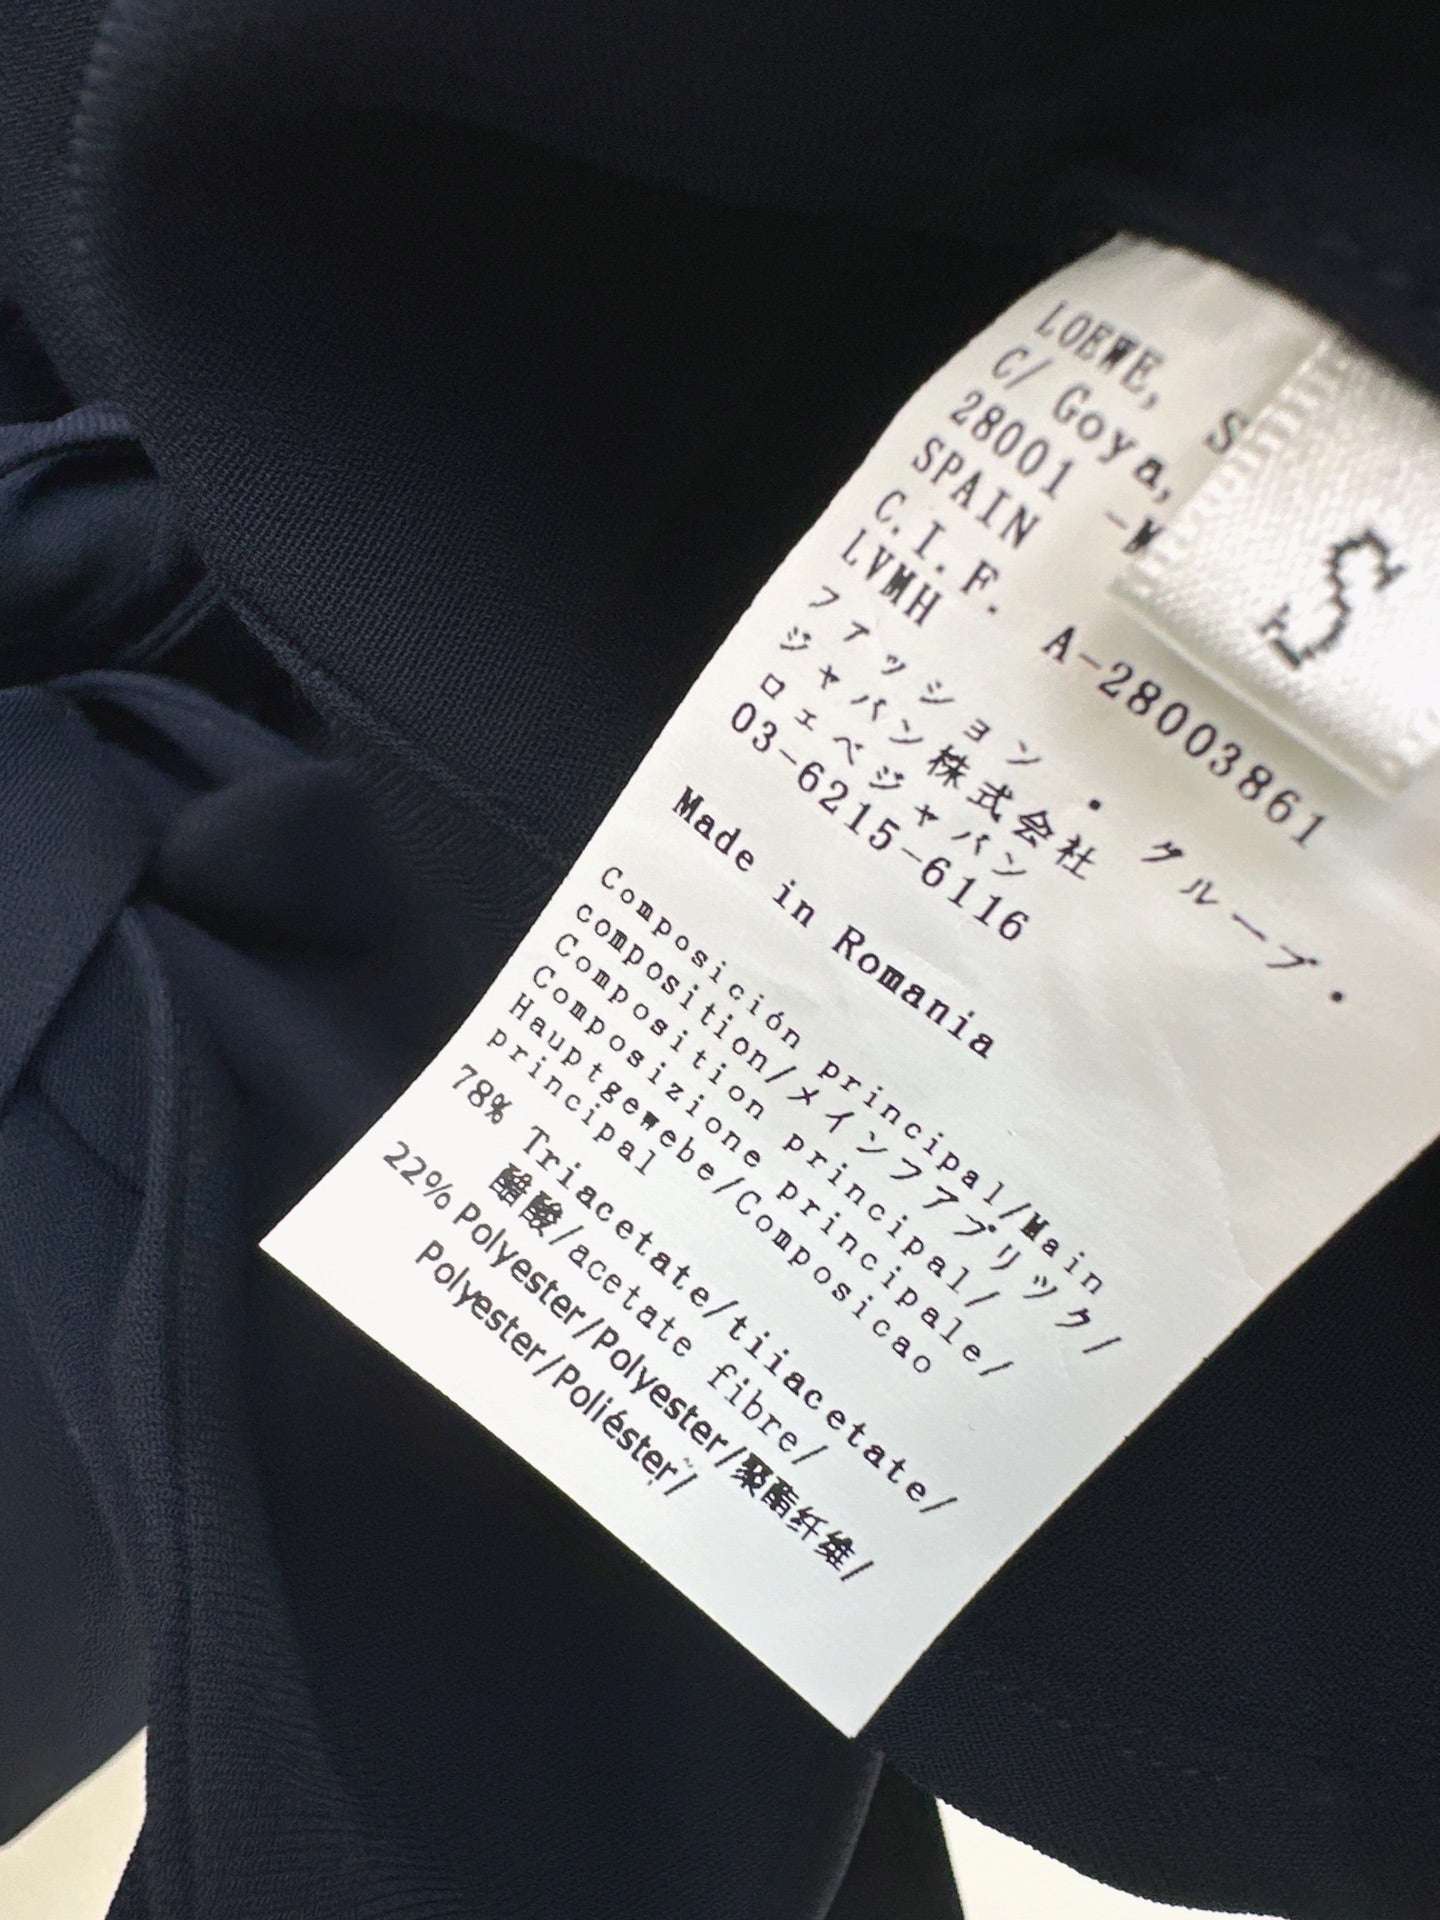 LOEWE, S
C/ Goya,
28001 -M
SPAIN
C.I.F. A-28003861
LVMH
ファッション・グループ・
ジャパン株式会社
ロエベジャパン
03-6215-6116
Made in Romania
Composición principal/Main
composition/メインファブリック/
Composition principal/
Composizione principale/
Hauptgewebe/Composicao
principal
78% Triacetate/tiiacetate/
醋酸/acetate fibre/
22% Polyester/Polyester/聚酯纤维/
Polyester/Poliéster/
S